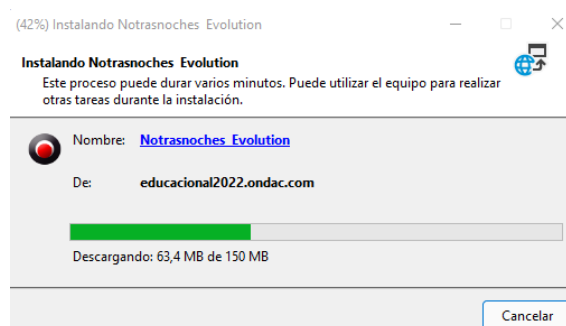 (42%) Instalando Notrasnoches Evolution
Instalando Notrasnoches Evolution
Este proceso puede durar varios minutos. Puede utilizar el equipo para realizar
otras tareas durante la instalación.
Nombre: Notrasnoches Evolution
De: educacional2022.ondac.com
Descargando: 63,4 MB de 150 MB
Cancelar